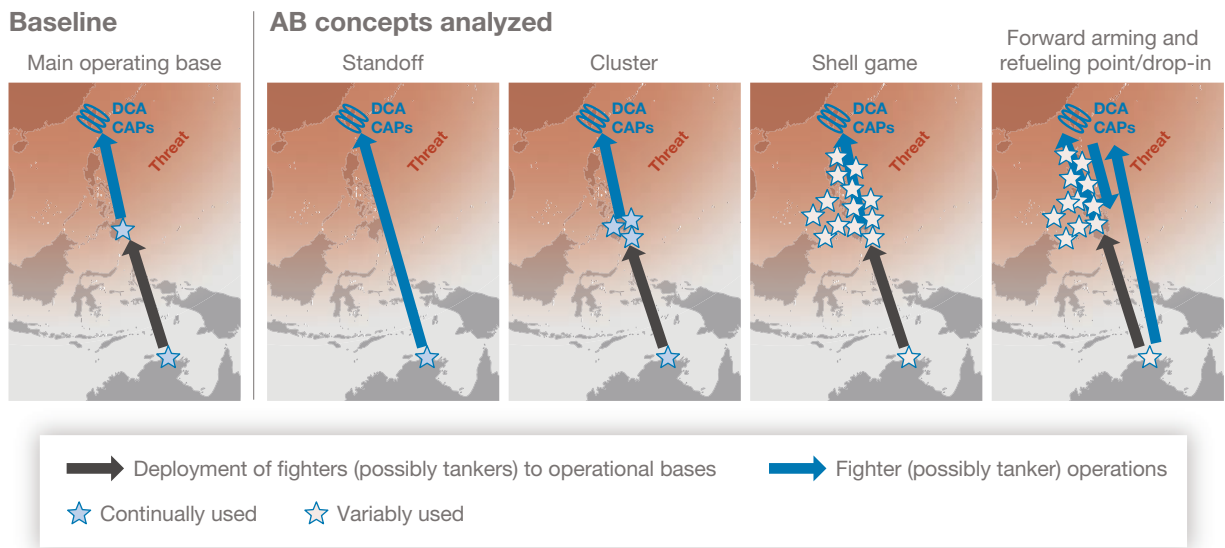 Baseline
AB concepts analyzed
Main operating base
Standoff
Cluster
Shell game
Forward arming and
refueling point/drop-in
DCA
CAPs
Threat
DCA
CAPs
Threat
DCA
CAPs
Threat
DCA
CAPs
Threat
DCA
CAPs
Threat
Deployment of fighters (possibly tankers) to operational bases
Fighter (possibly tanker) operations
Continually used
Variably used